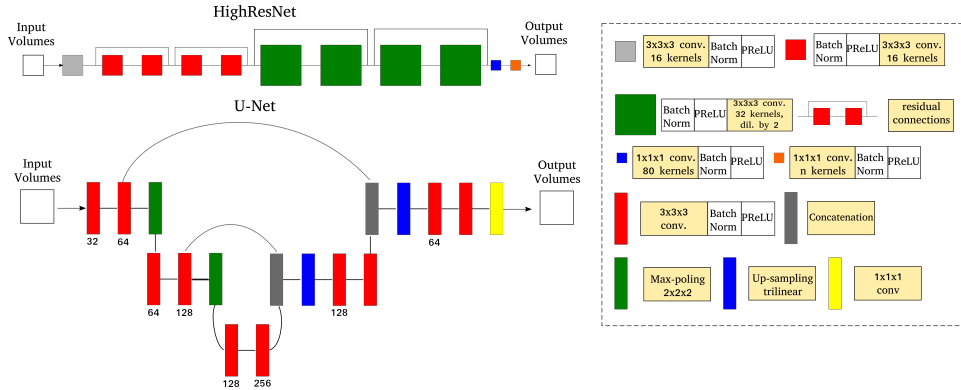 HighResNet
Input
Volumes
Output
Volumes
U-Net
Input
Volumes
Output
Volumes
32
64
64
64
128
128
128
256
3x3x3 conv.
16 kernels
Batch
Norm
PReLU
Batch
Norm
PReLU
3x3x3 conv.
16 kernels
Batch
Norm
PReLU
3x3x3 conv.
32 kernels,
dil. by 2
residual
connections
1x1x1 conv.
80 kernels
Batch
Norm
PReLU
1x1x1 conv.
n kernels
Batch
Norm
PReLU
3x3x3
conv.
Batch
Norm
PReLU
Concatenation
Max-poling
2x2x2
Up-sampling
trilinear
1x1x1
conv